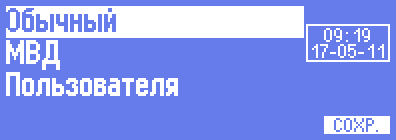 Обычный
МВД
Пользователя
09:19
17-05-11
СОХР.